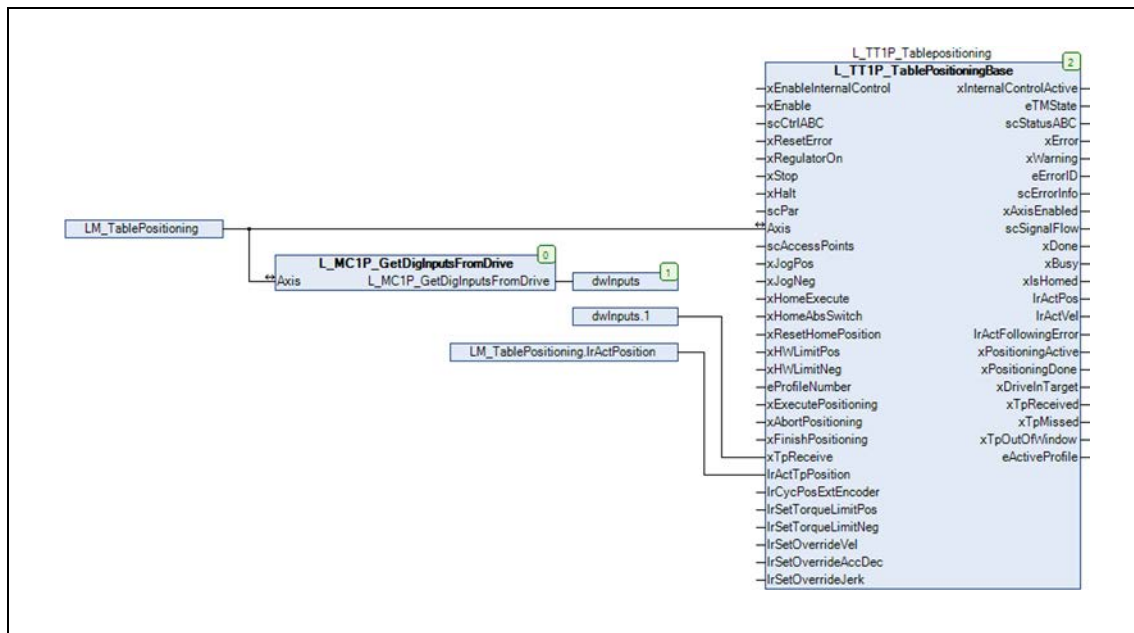 L_TT1P_Tablepositioning
2
L_TT1P_TablePositioningBase
xEnableInternalControl xInternalControlActive
xEnable eTMState
scCtrlABC scStatusABC
xResetError xError
xRegulatorOn xWarning
xStop eErrorID
xHalt scErrorInfo
scPar xAxisEnabled
LM_TablePositioning
Axis scSignalFlow
scAccessPoints xDone
0
L_MC1P_GetDigInputsFromDrive
1
Axis L_MC1P_GetDigInputsFromDrive
dwInputs
xJogPos xBusy
xJogNeg xIsHomed
xHomeExecute lrActPos
dwInputs.1
xHomeAbsSwitch lrActVel
xResetHomePosition lrActFollowingError
LM_TablePositioning.lrActPosition
xHWLimitPos xPositioningActive
xHWLimitNeg xPositioningDone
eProfileNumber xDriveInTarget
xExecutePositioning xTpReceived
xAbortPositioning xTpMissed
xFinishPositioning xTpOutOfWindow
xTpReceive eActiveProfile
lrActTpPosition
lrCycPosExtEncoder
lrSetTorqueLimitPos
lrSetTorqueLimitNeg
lrSetOverrideVel
lrSetOverrideAccDec
lrSetOverrideJerk